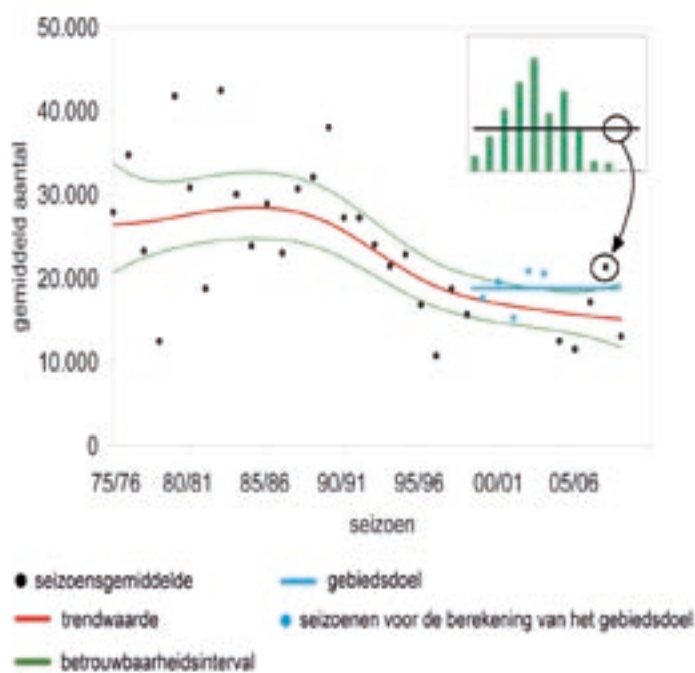 50.000
40.000
30.000
20.000
10.000
0
gemiddeld aantal
75/76 80/81 85/86 90/91 95/96 00/01 05/06
seizoen
seizoensgemiddelde
gebiedsdoel
trendwaarde
seizoenen voor de berekening van het gebiedsdoel
betrouwbaarheidsinterval